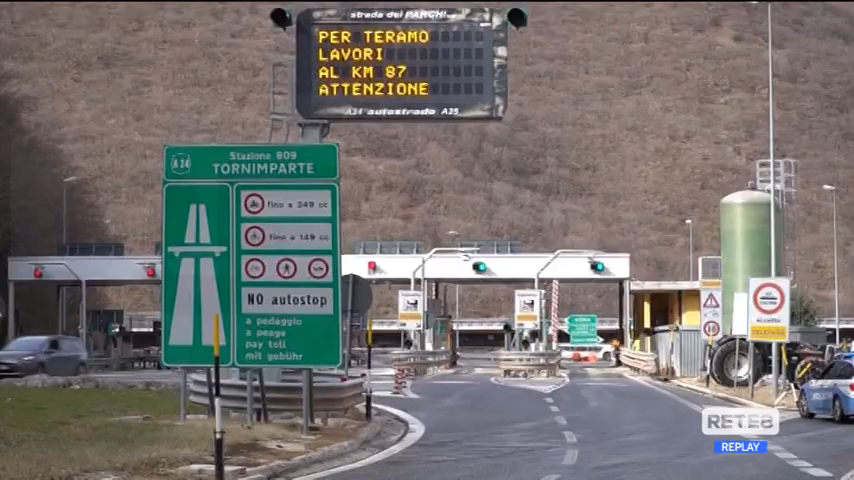 strada dei PARCHI
PER TERAMO
LAVORI
AL KM 87
ATTENZIONE
A24 autostrada A25
A24
Stazione 809
TORNIMPARTE
fino a 249 cc
fino a 149 cc
NO autostop
a pedaggio
a peage
pay toll
mit gebühr
TELEPASS
RETE8
REPLAY